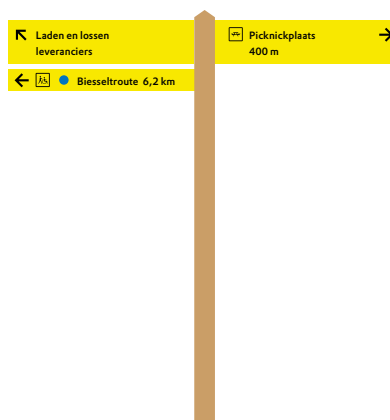 Laden en lossen
leveranciers
Biesseltroute 6,2 km
Picknickplaats
400 m